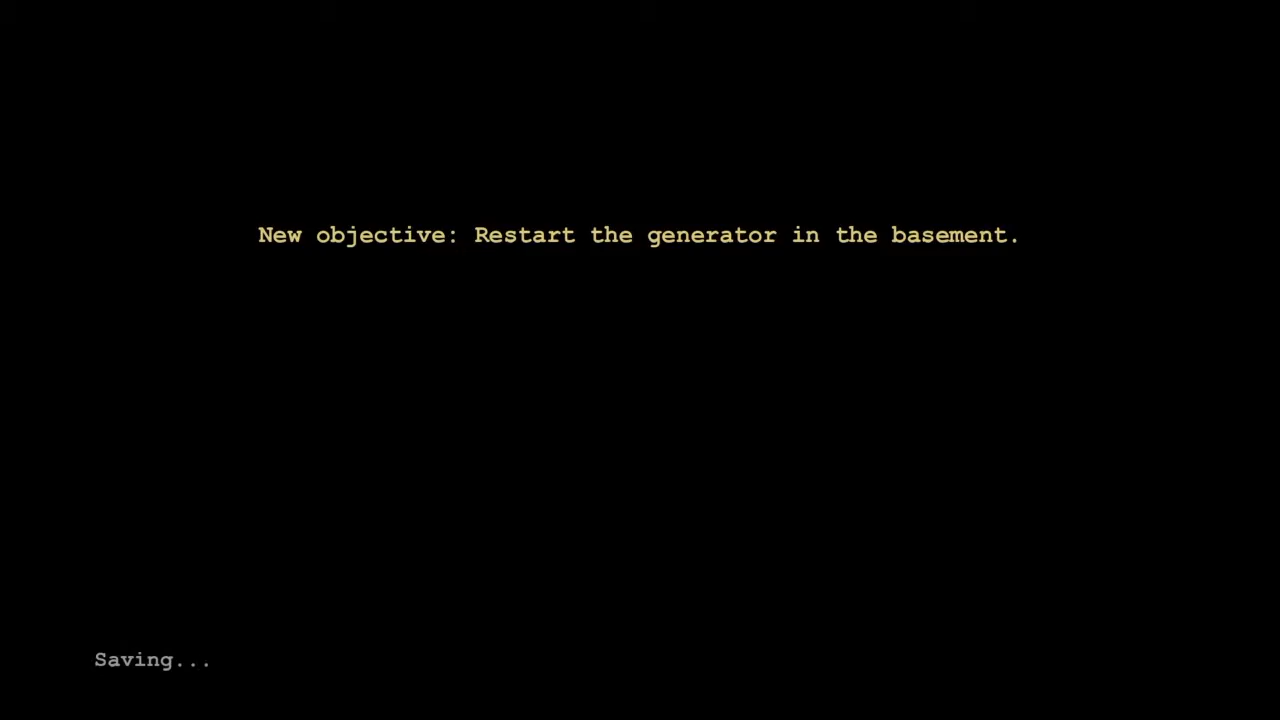 New objective: Restart the generator in the basement.
Saving...